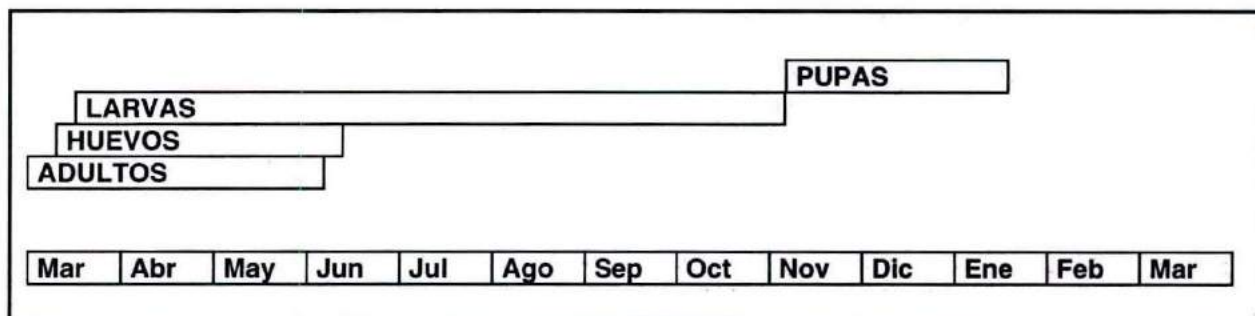 PUPAS
LARVAS
HUEVOS
ADULTOS
Mar Abr May Jun Jul Ago Sep Oct Nov Dic Ene Feb Mar